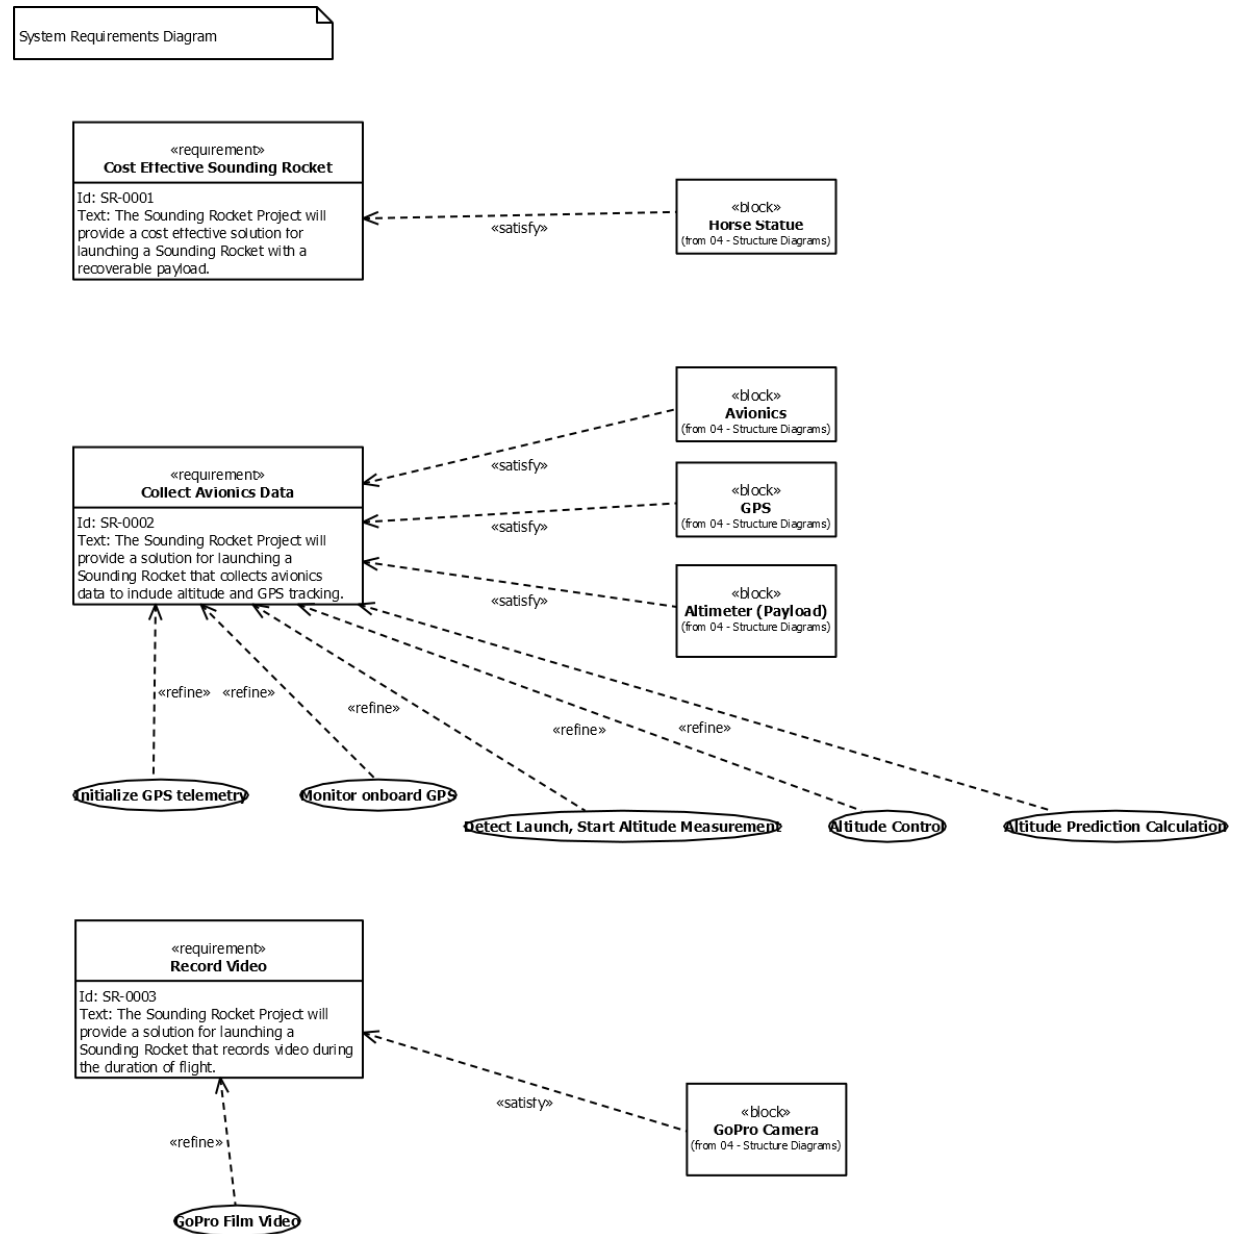 System Requirements Diagram
«requirement»
Cost Effective Sounding Rocket
Id: SR-0001
Text: The Sounding Rocket Project will
provide a cost effective solution for
launching a Sounding Rocket with a
recoverable payload.
«satisfy»
«block»
Horse Statue
(from 04 - Structure Diagrams)
«block»
Avionics
(from 04 - Structure Diagrams)
«satisfy»
«requirement»
Collect Avionics Data
Id: SR-0002
Text: The Sounding Rocket Project will
provide a solution for launching a
Sounding Rocket that collects avionics
data to include altitude and GPS tracking.
«satisfy»
«block»
GPS
(from 04 - Structure Diagrams)
«satisfy»
«block»
Altimeter (Payload)
(from 04 - Structure Diagrams)
«refine»
«refine»
«refine»
«refine»
«refine»
Initialize GPS telemetry
Monitor onboard GPS
Detect Launch, Start Altitude Measurement
Altitude Control
Altitude Prediction Calculation
«requirement»
Record Video
Id: SR-0003
Text: The Sounding Rocket Project will
provide a solution for launching a
Sounding Rocket that records video during
the duration of flight.
«satisfy»
«block»
GoPro Camera
(from 04 - Structure Diagrams)
«refine»
GoPro Film Video